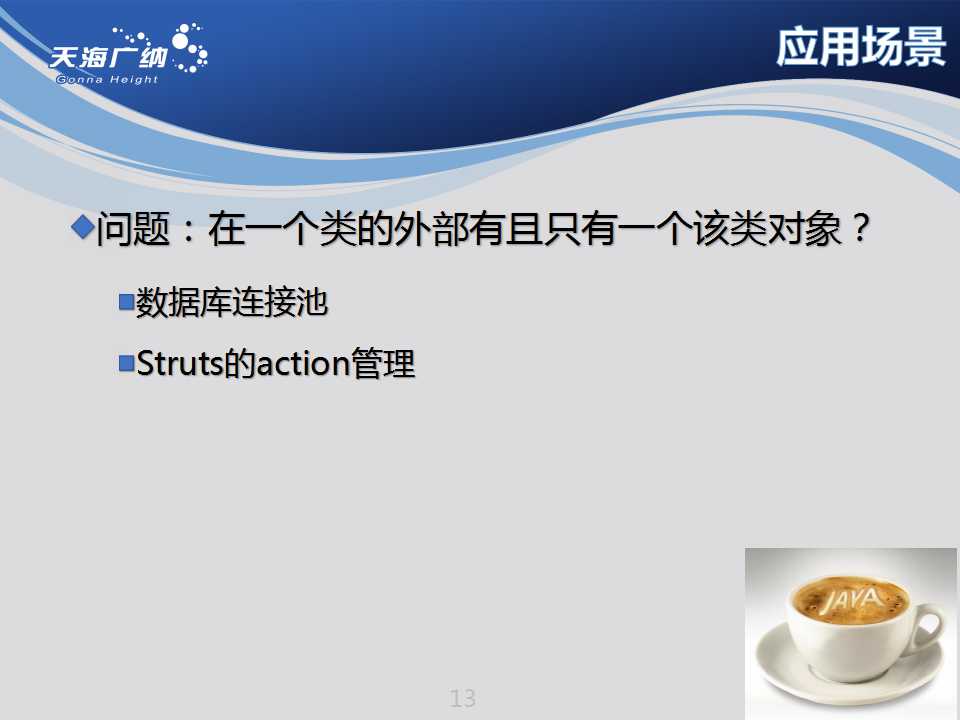 天海广纳
Gonna Height
应用场景
问题：在一个类的外部有且只有一个该类对象？
数据库连接池
Struts的action管理
JAVA
13